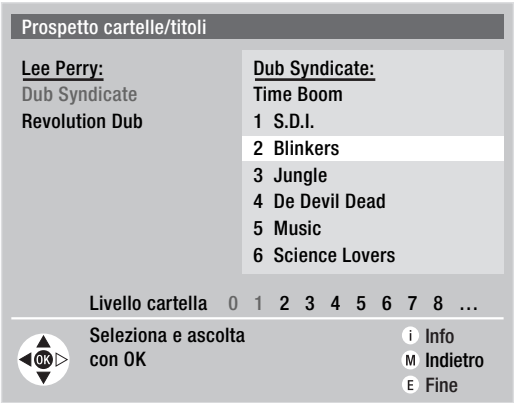 Prospetto cartelle/titoli
Lee Perry:
Dub Syndicate
Revolution Dub
Dub Syndicate:
Time Boom
1 S.D.I.
2 Blinkers
3 Jungle
4 De Devil Dead
5 Music
6 Science Lovers
Livello cartella 0 1 2 3 4 5 6 7 8 ...
OK
Seleziona e ascolta
con OK
i Info
M Indietro
E Fine